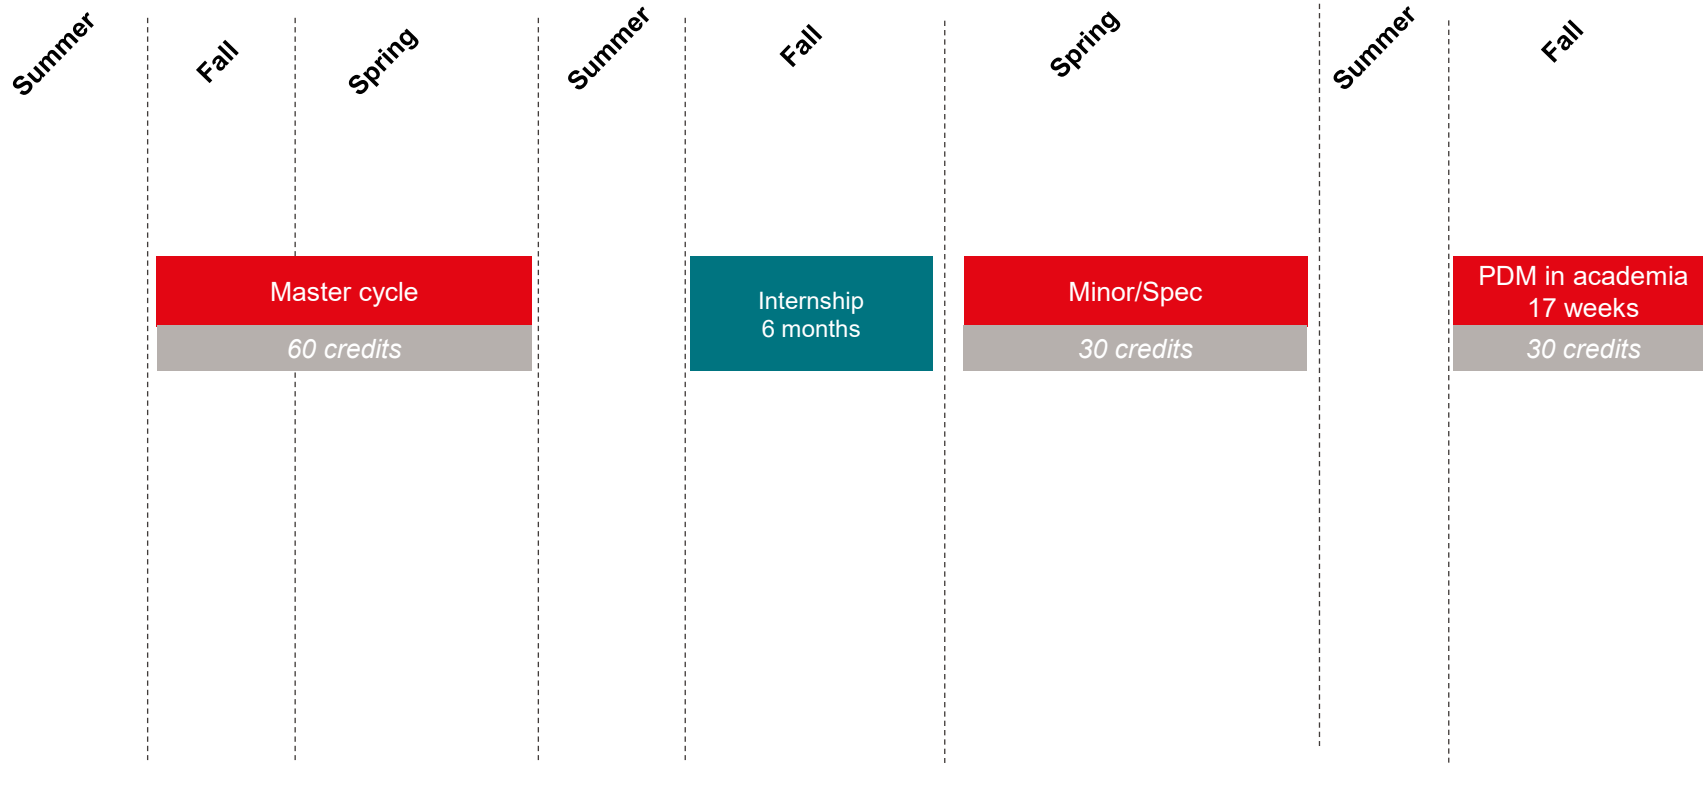 Summer
Fall
Spring
Summer
Fall
Spring
Summer
Fall
Master cycle
60 credits
Internship
6 months
Minor/Spec
30 credits
PDM in academia
17 weeks
30 credits